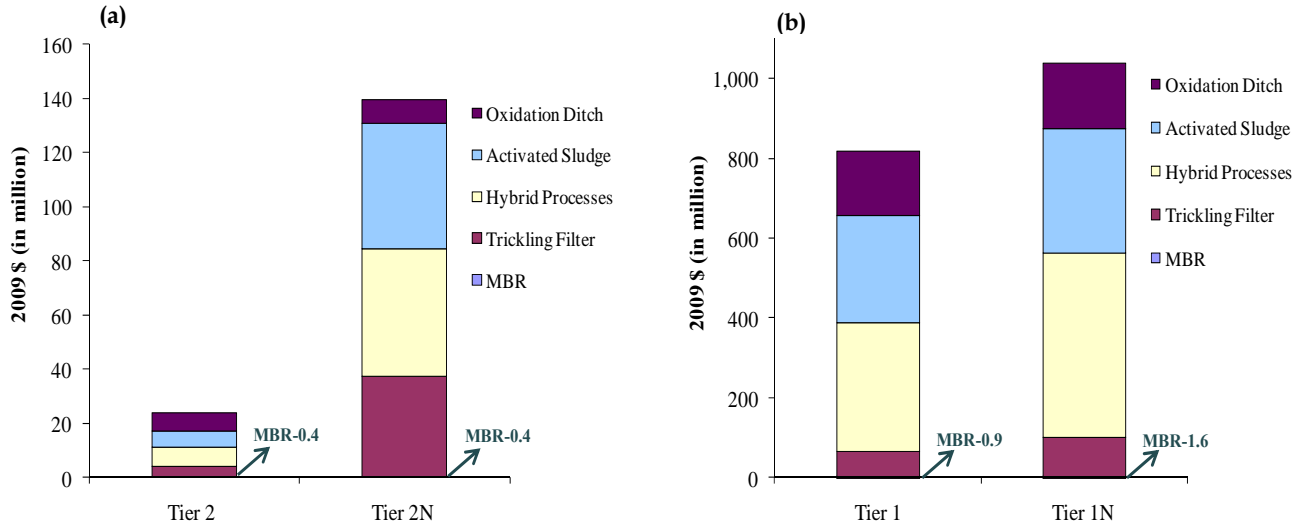 (a)
160
140
120
100
80
60
40
20
0
2009 $ (in million)
Oxidation Ditch
Activated Sludge
Hybrid Processes
Trickling Filter
MBR
MBR-0.4
MBR-0.4
Tier 2
Tier 2N
(b)
1,000
800
600
400
200
0
2009 $ (in million)
Oxidation Ditch
Activated Sludge
Hybrid Processes
Trickling Filter
MBR
MBR-0.9
MBR-1.6
Tier 1
Tier 1N